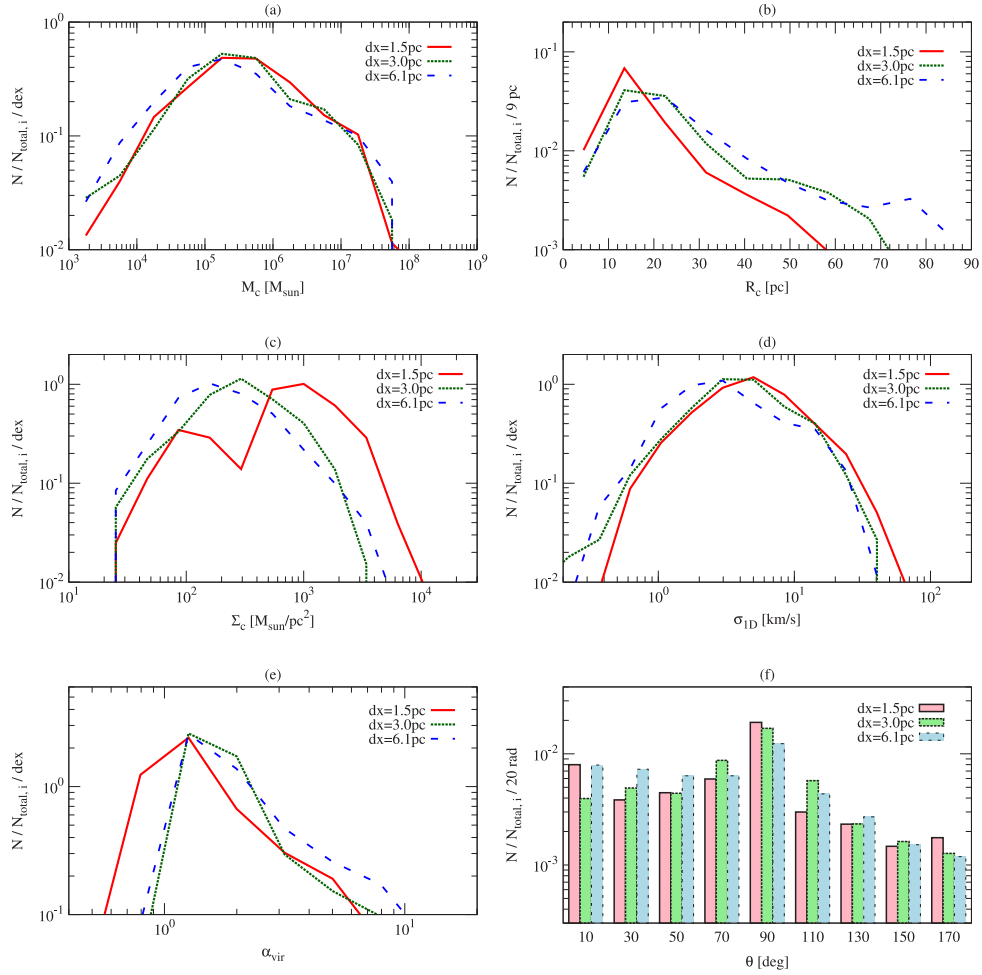 (a)
N / N_total, i / dex
10^0
10^-1
10^-2
dx=1.5pc
dx=3.0pc
dx=6.1pc
10^3 10^4 10^5 10^6 10^7 10^8 10^9
M_c [M_sun]
(b)
N / N_total, i / 9 pc
10^-1
10^-2
10^-3
dx=1.5pc
dx=3.0pc
dx=6.1pc
0 10 20 30 40 50 60 70 80 90
R_c [pc]
(c)
N / N_total, i / dex
10^0
10^-1
10^-2
dx=1.5pc
dx=3.0pc
dx=6.1pc
10^1 10^2 10^3 10^4
Σ_c [M_sun/pc^2]
(d)
N / N_total, i / dex
10^0
10^-1
10^-2
dx=1.5pc
dx=3.0pc
dx=6.1pc
10^0 10^1 10^2
σ_1D [km/s]
(e)
N / N_total, i / dex
10^0
10^-1
dx=1.5pc
dx=3.0pc
dx=6.1pc
10^0 10^1
α_vir
(f)
N / N_total, i / 20 rad
10^-2
10^-3
dx=1.5pc
dx=3.0pc
dx=6.1pc
10 30 50 70 90 110 130 150 170
θ [deg]